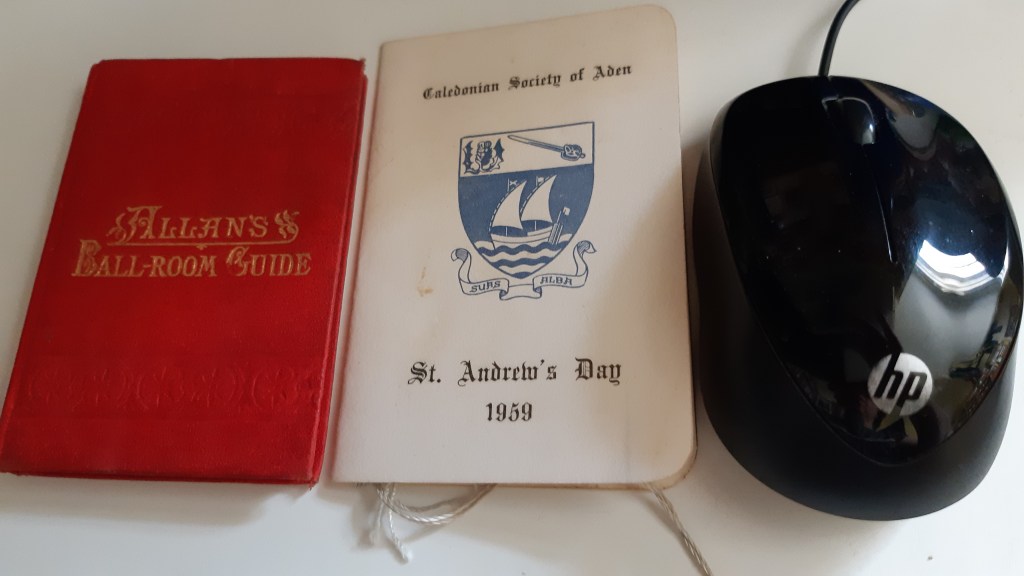 ALLAN'S
BALL-ROOM GUIDE
Caledonian Society of Aden
SUBS ALBA
St. Andrew's Day
1959
hp